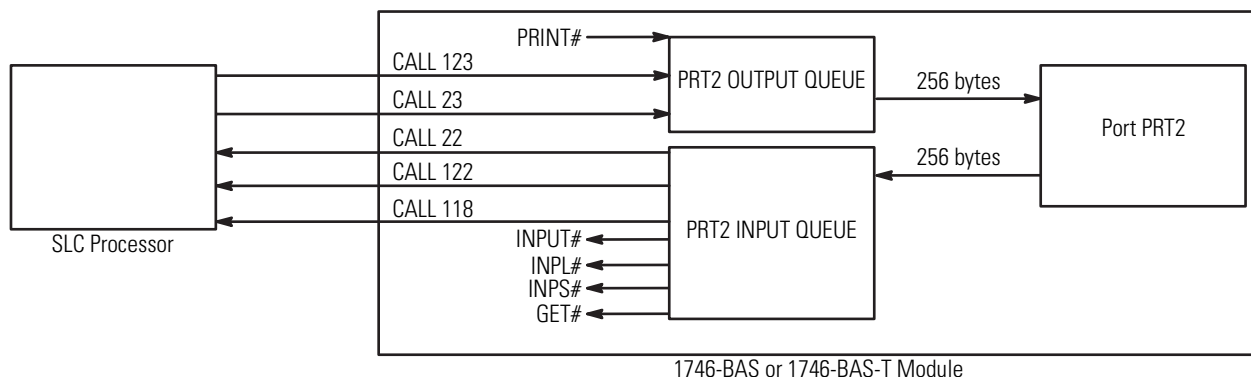 PRINT#
CALL 123
PRT2 OUTPUT QUEUE
256 bytes
CALL 23
Port PRT2
CALL 22
256 bytes
CALL 122
CALL 118
PRT2 INPUT QUEUE
SLC Processor
INPUT#
INPL#
INPS#
GET#
1746-BAS or 1746-BAS-T Module